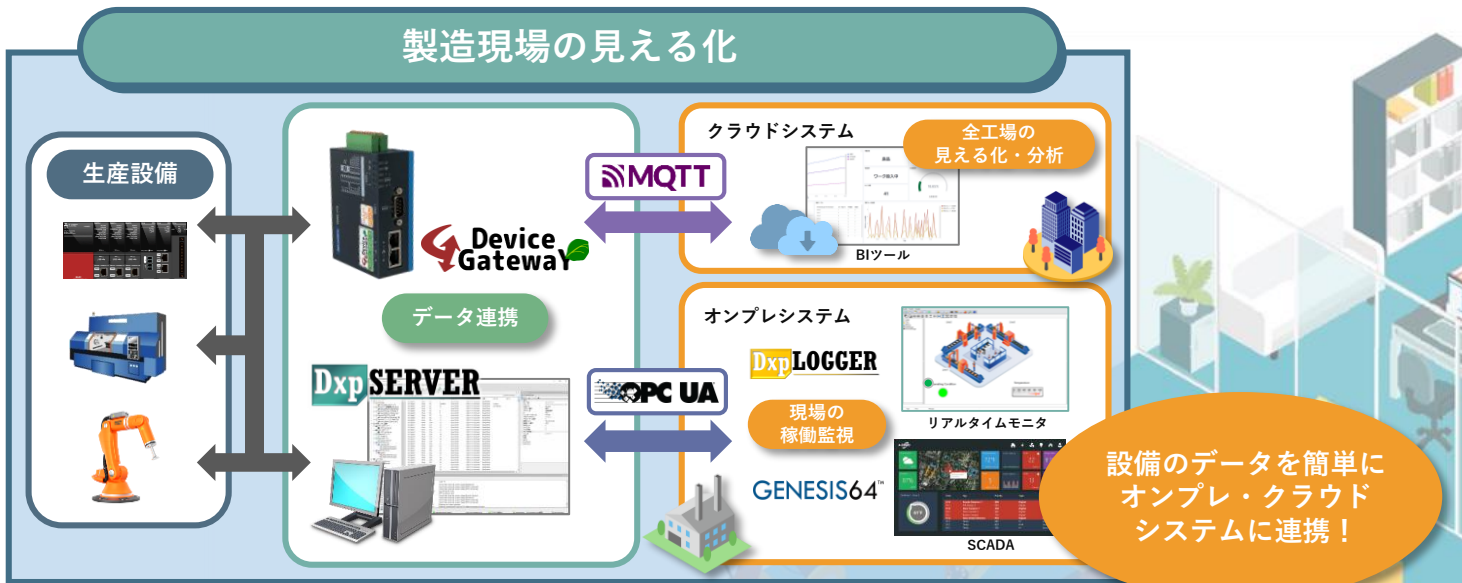 製造現場の見える化
生産設備
Device
GatewaY
データ連携
DxpSERVER
MQTT
OPC UA
クラウドシステム
全工場の
見える化・分析
BIツール
オンプレシステム
DxpLOGGER
現場の
稼働監視
GENESIS64™
リアルタイムモニタ
SCADA
設備のデータを簡単に
オンプレ・クラウド
システムに連携！